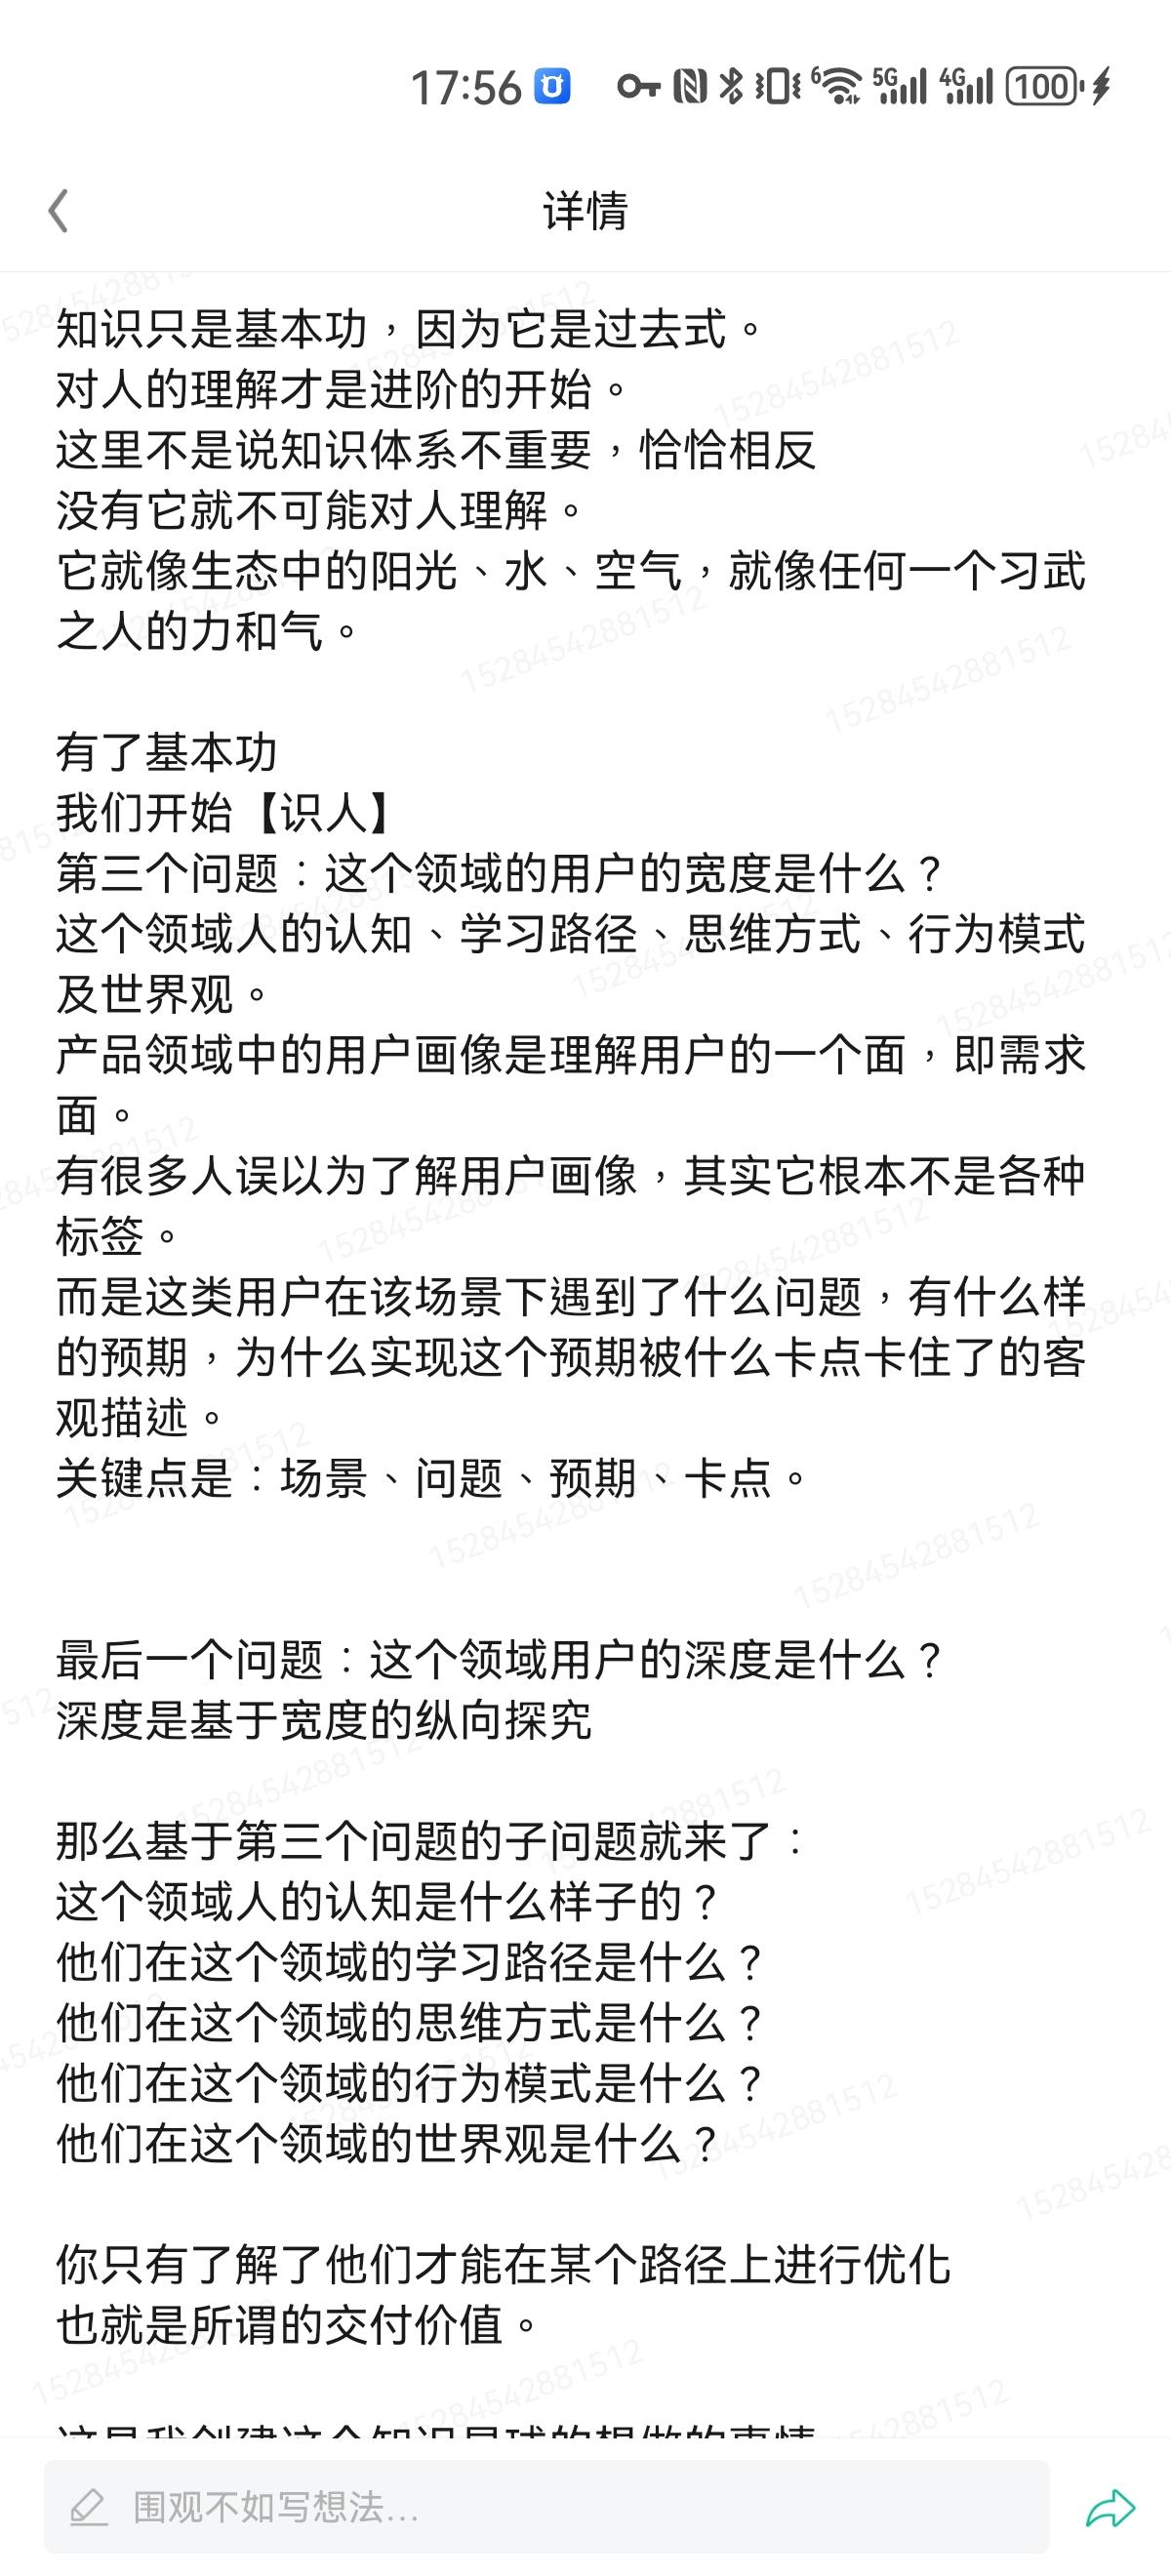 17:56 6 5G 4G 100
详情
知识只是基本功，因为它是过去式。
对人的理解才是进阶的开始。
这里不是说知识体系不重要，恰恰相反
没有它就不可能对人理解。
它就像生态中的阳光、水、空气，就像任何一个习武
之人的力和气。
有了基本功
我们开始【识人】
第三个问题：这个领域的用户的宽度是什么？
这个领域人的认知、学习路径、思维方式、行为模式
及世界观。
产品领域中的用户画像是理解用户的一个面，即需求
面。
有很多人误以为了解用户画像，其实它根本不是各种
标签。
而是这类用户在该场景下遇到了什么问题，有什么样
的预期，为什么实现这个预期被什么卡点卡住了的客
观描述。
关键点是：场景、问题、预期、卡点。
最后一个问题：这个领域用户的深度是什么？
深度是基于宽度的纵向探究
那么基于第三个问题的子问题就来了：
这个领域人的认知是什么样子的？
他们在这个领域的学习路径是什么？
他们在这个领域的思维方式是什么？
他们在这个领域的行为模式是什么？
他们在这个领域的世界观是什么？
你只有了解了他们才能在某个路径上进行优化
也就是所谓的交付价值。
这是我创建这个知识星球的想做的事情
围观不如写想法...
15284542881512